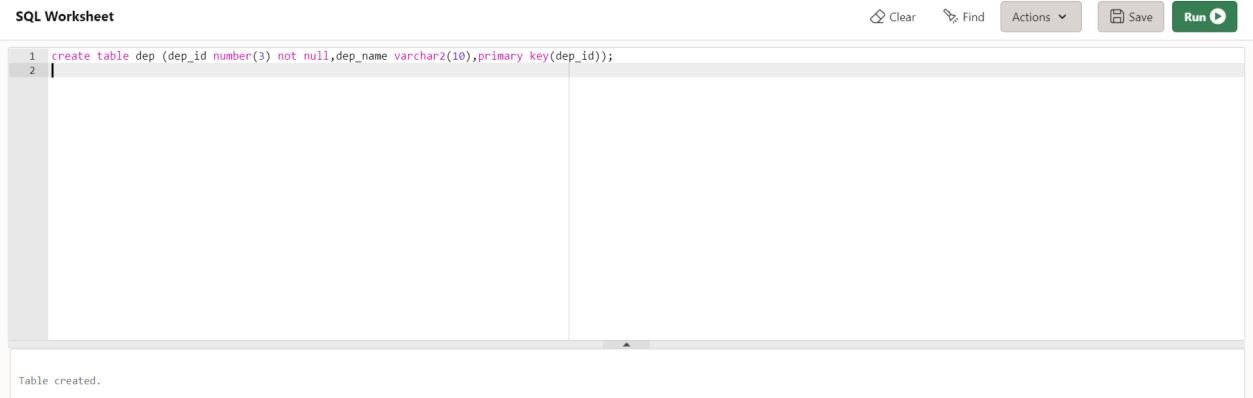 SQL Worksheet
Clear Find Actions Save Run
1 create table dep (dep_id number(3) not null,dep_name varchar2(10),primary key(dep_id));
2
Table created.